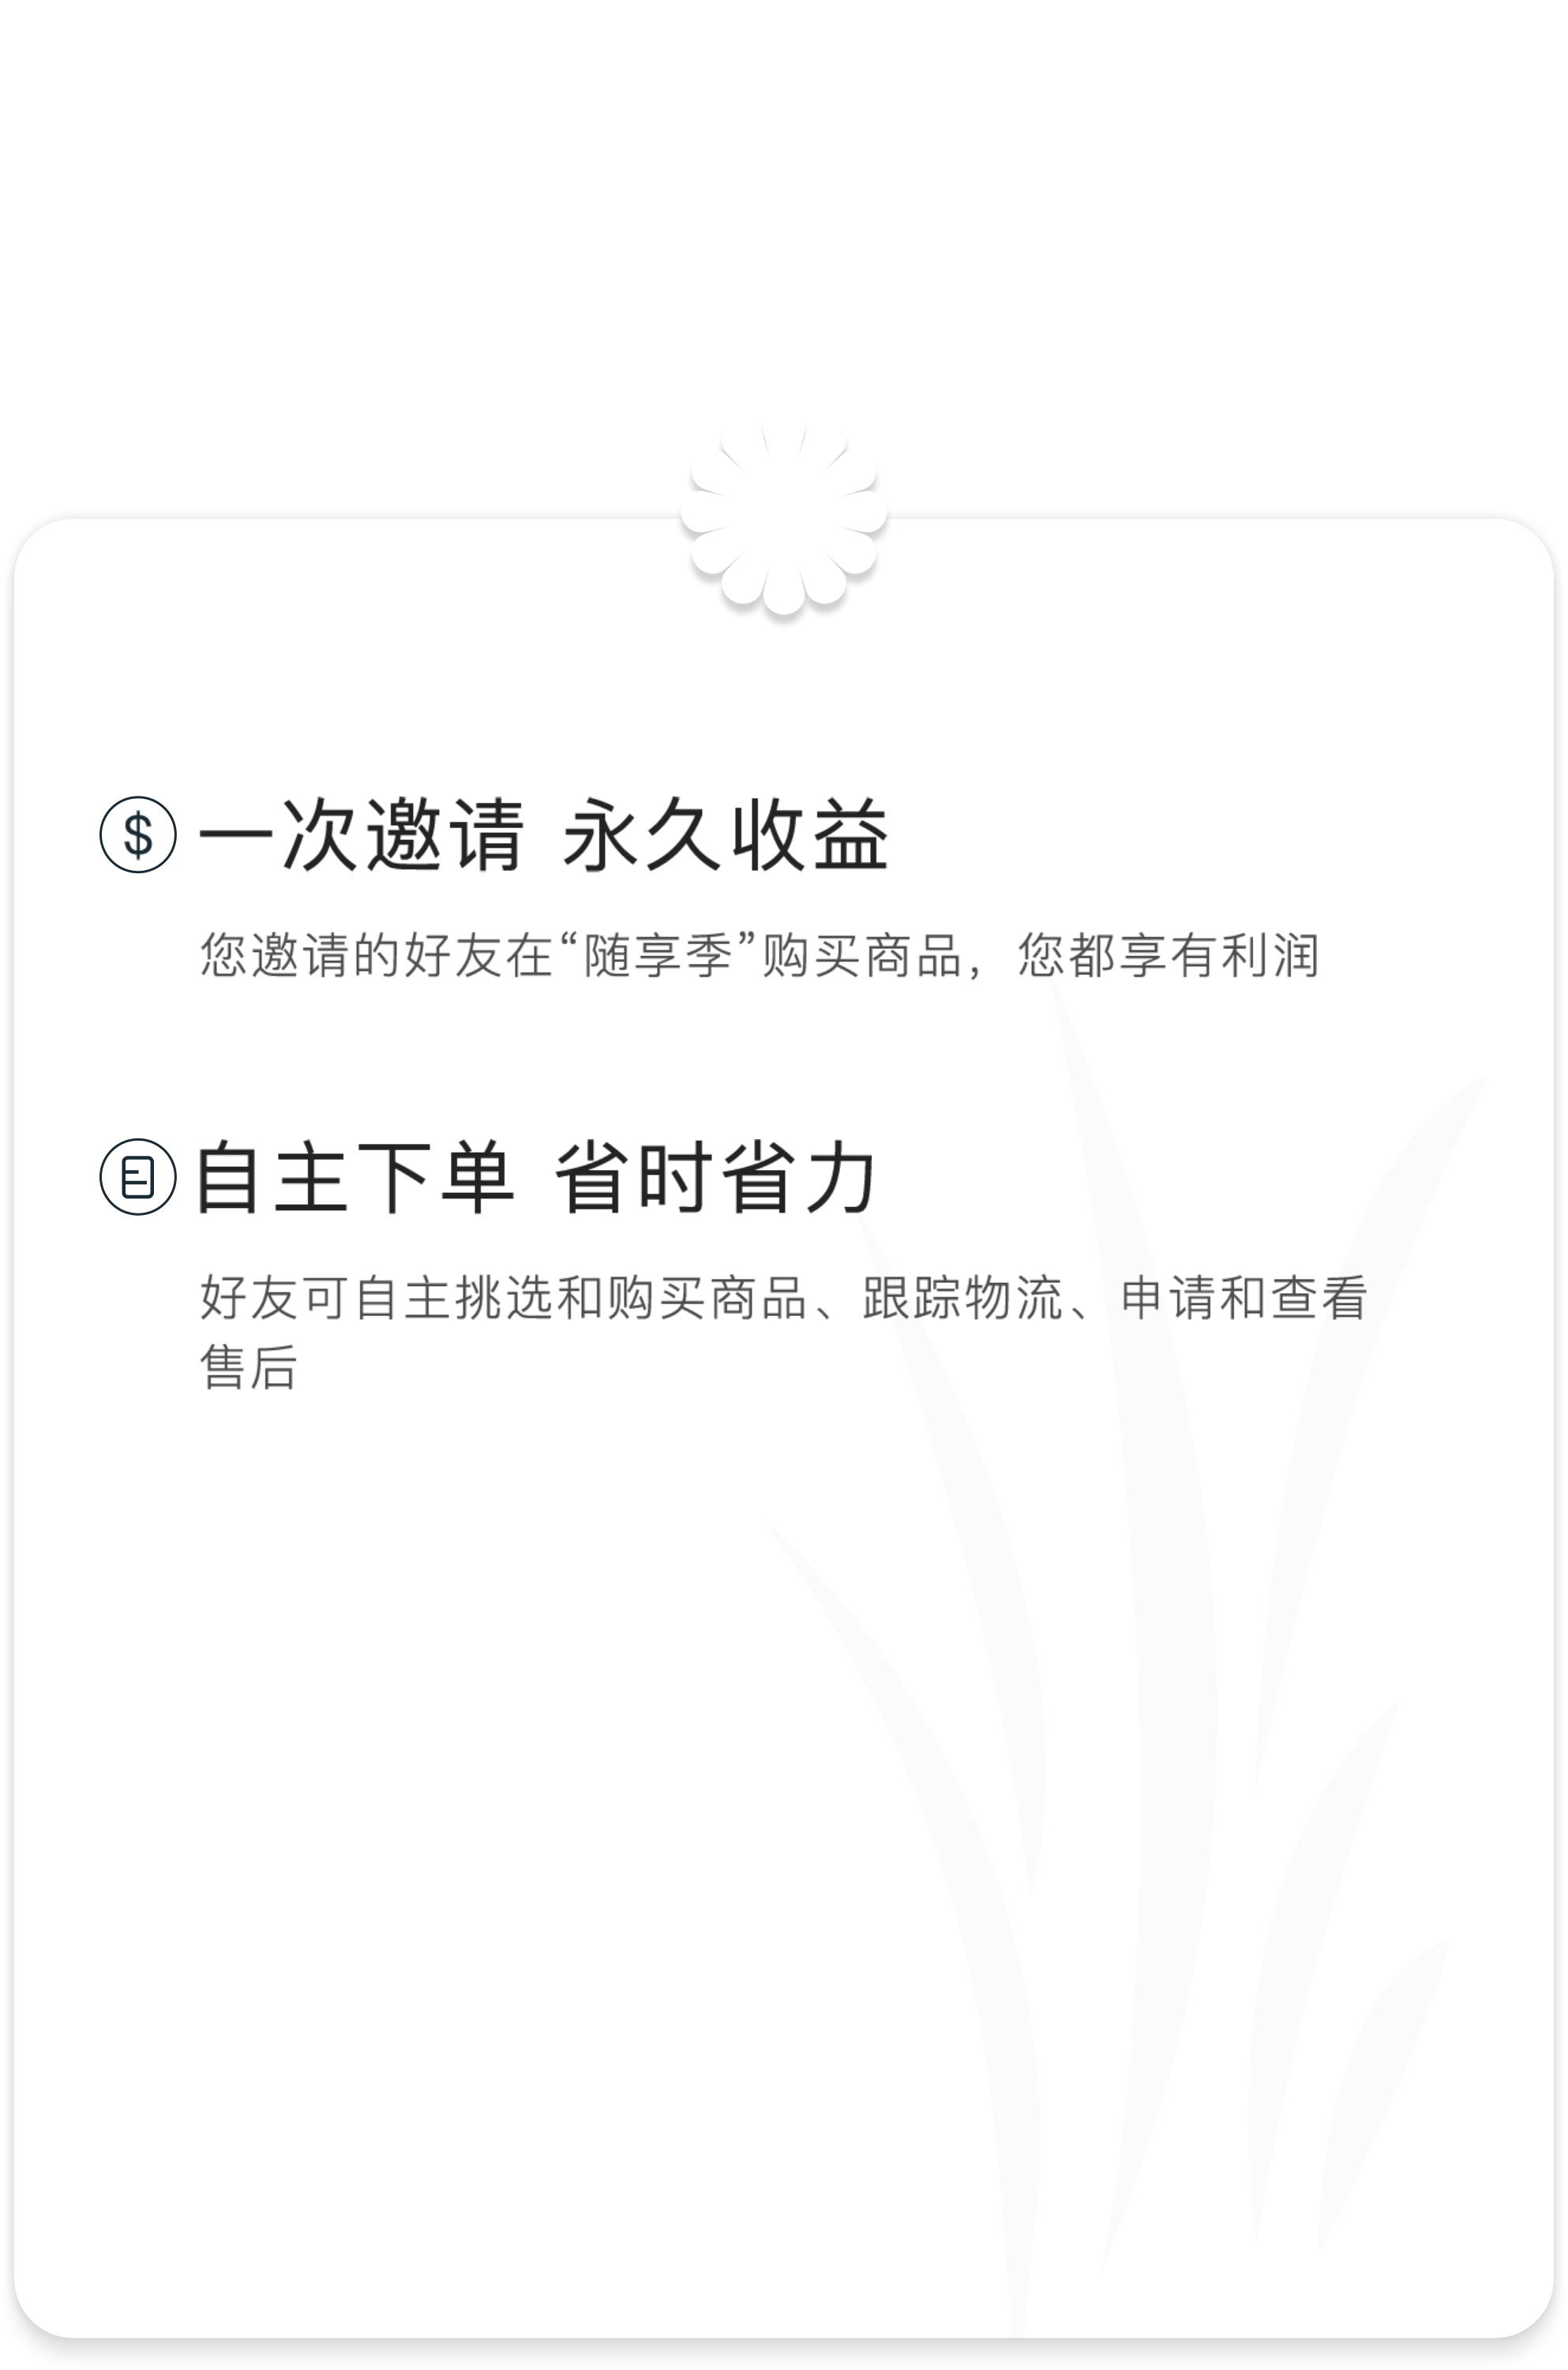 一次邀请 永久收益
您邀请的好友在“随享季”购买商品，您都享有利润
自主下单 省时省力
好友可自主挑选和购买商品、跟踪物流、申请和查看
售后